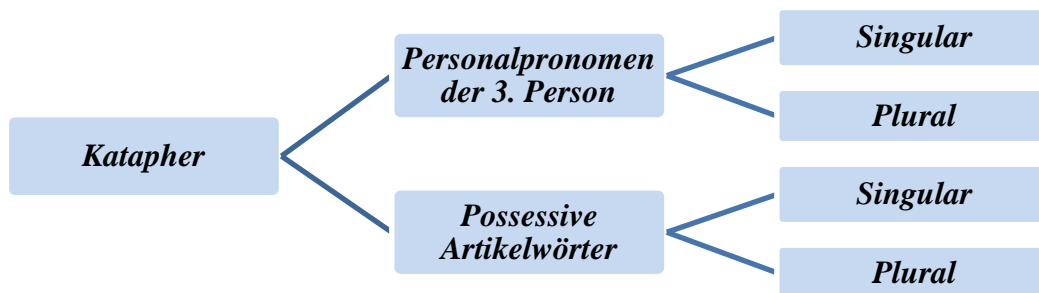 Katapher
Personalpronomen
der 3. Person
Singular
Plural
Possessive
Artikelwörter
Singular
Plural